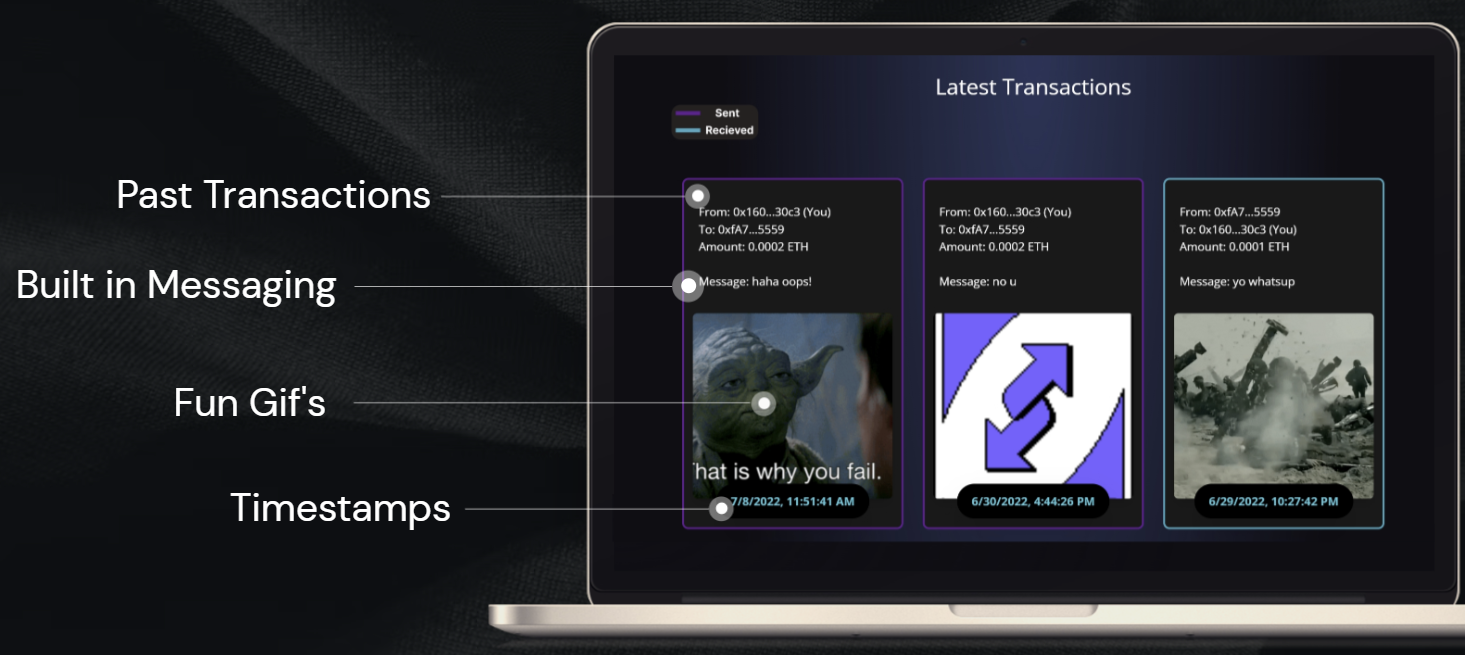 Past Transactions
Built in Messaging
Fun Gif's
Timestamps
Latest Transactions
Sent
Recieved
From: 0x160...30c3 (You)
To: 0xfA7...5559
Amount: 0.0002 ETH
Message: haha oops!
hat is why you fail.
7/8/2022, 11:51:41 AM
From: 0x160...30c3 (You)
To: 0xfA7...5559
Amount: 0.0002 ETH
Message: no u
6/30/2022, 4:44:26 PM
From: 0xfA7...5559
To: 0x160...30c3 (You)
Amount: 0.0001 ETH
Message: yo whatsup
6/29/2022, 10:27:42 PM